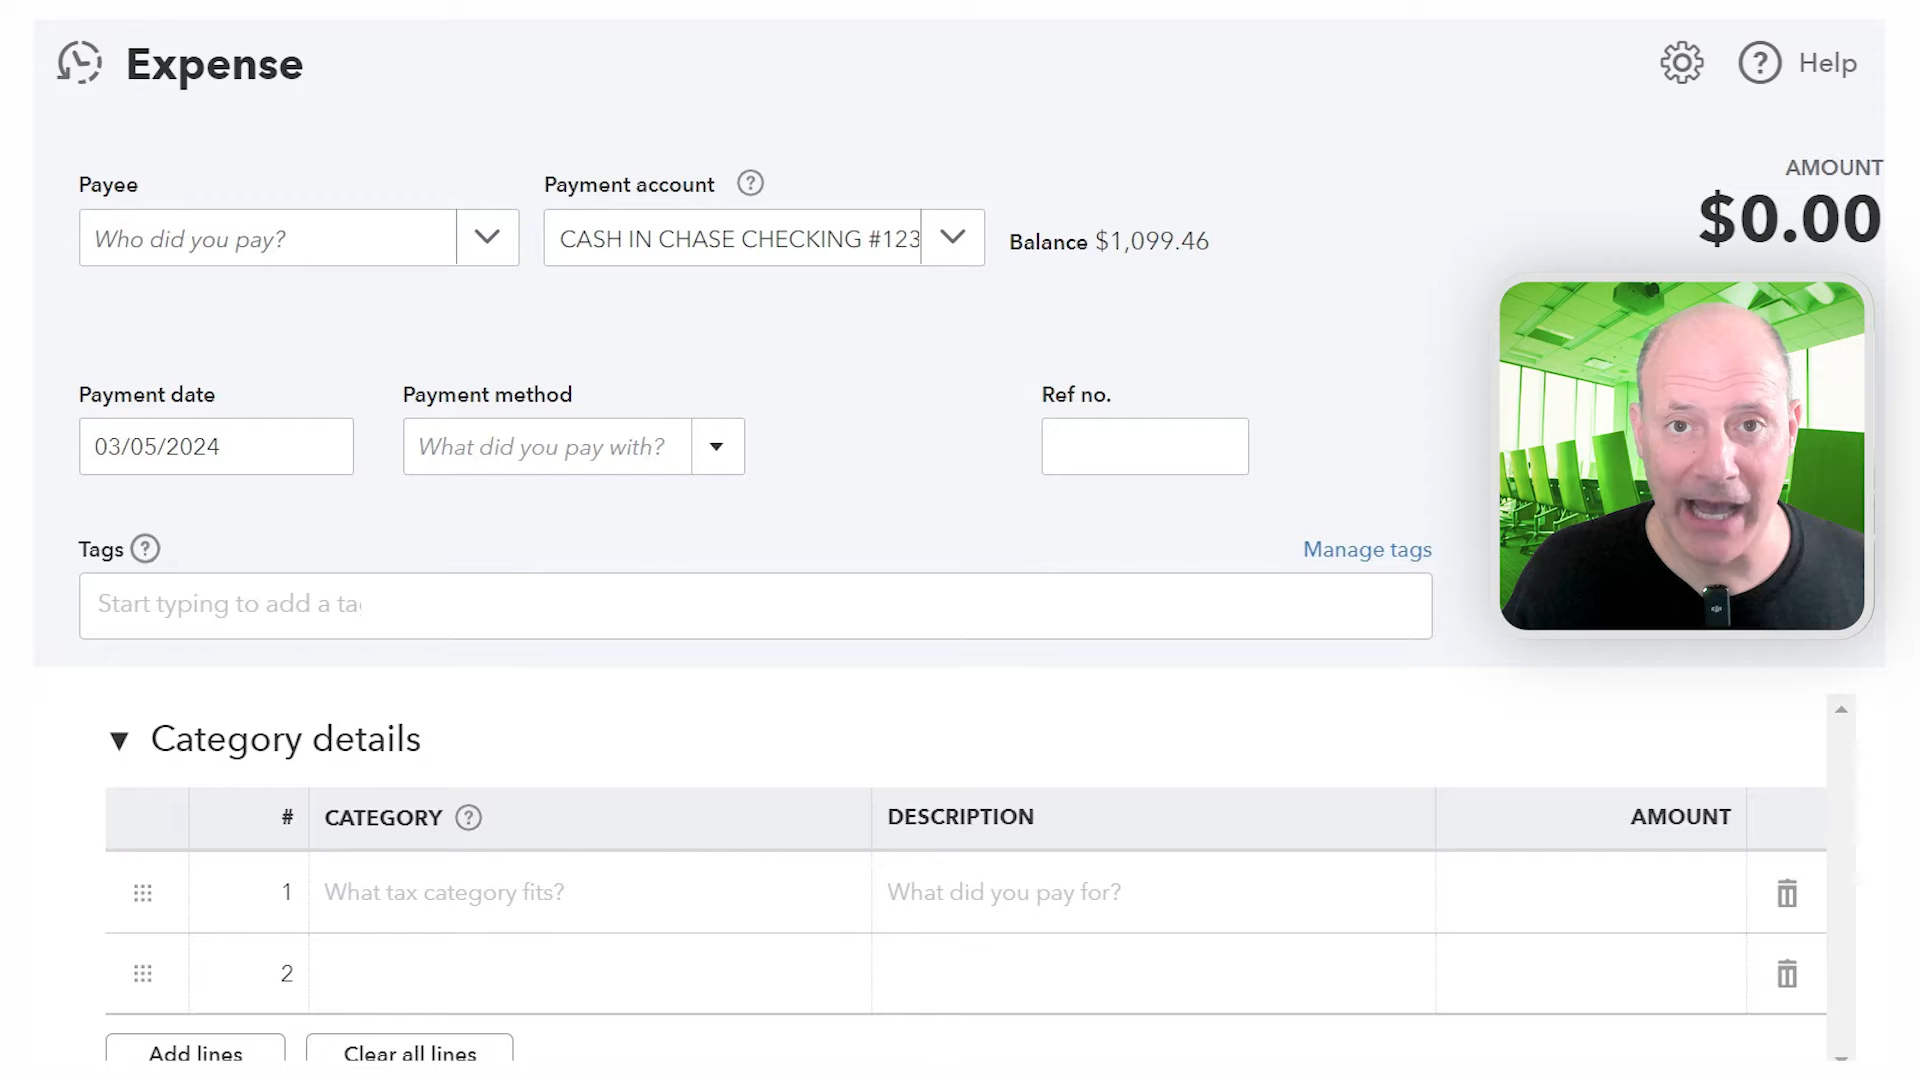 Expense
Help
AMOUNT
$0.00
Payee
Payment account
Who did you pay?
CASH IN CHASE CHECKING #123
Balance $1,099.46
Payment date
Payment method
Ref no.
03/05/2024
What did you pay with?
Tags
Manage tags
Start typing to add a ta
Category details
# CATEGORY DESCRIPTION AMOUNT
1 What tax category fits? What did you pay for?
2
Add lines Clear all lines